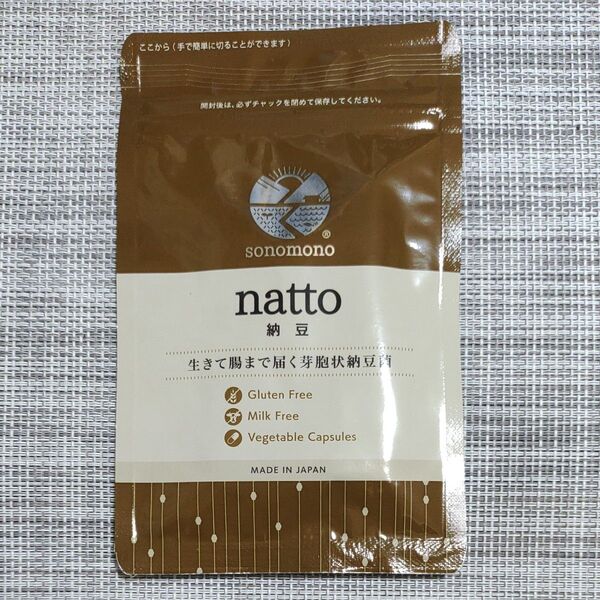 ここから(手で簡単に切ることができます)
開封後は、必ずチャックを閉めて保存してください。
®
sonomono
natto
納豆
生きて腸まで届く芽胞状納豆菌
Gluten Free
Milk Free
Vegetable Capsules
MADE IN JAPAN